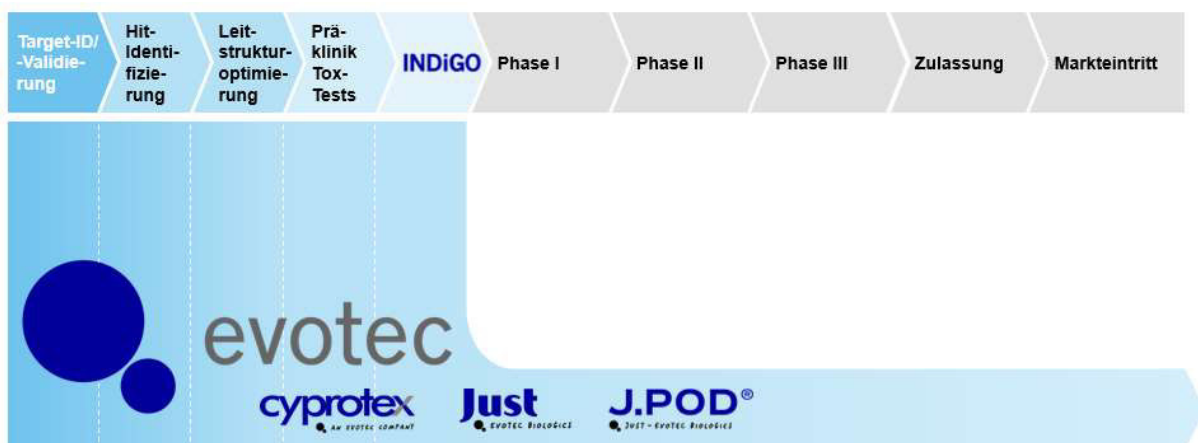 Target-ID/
-Validie-
rung
Hit-
Identi-
fizie-
rung
Leit-
struktur-
optimie-
rung
Prä-
klinik
Tox-
Tests
INDiGO
Phase I
Phase II
Phase III
Zulassung
Markteintritt
evotec
cyprotex
AN EVOTEC COMPANY
Just
EVOTEC BIOLOGICS
J.POD®
JUST - EVOTEC BIOLOGICS